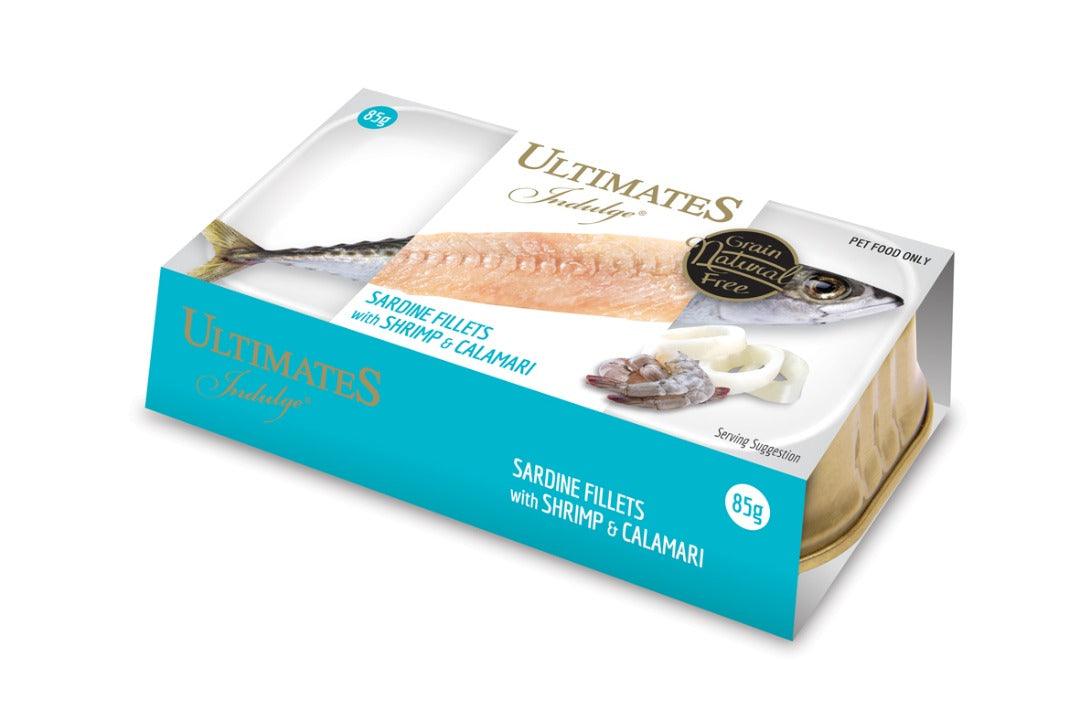 85g
ULTIMATES
Indulge®
Grain
Natural
Free
PET FOOD ONLY
SARDINE FILLETS
with SHRIMP & CALAMARI
Serving Suggestion
ULTIMATES
Indulge®
SARDINE FILLETS
with SHRIMP & CALAMARI
85g